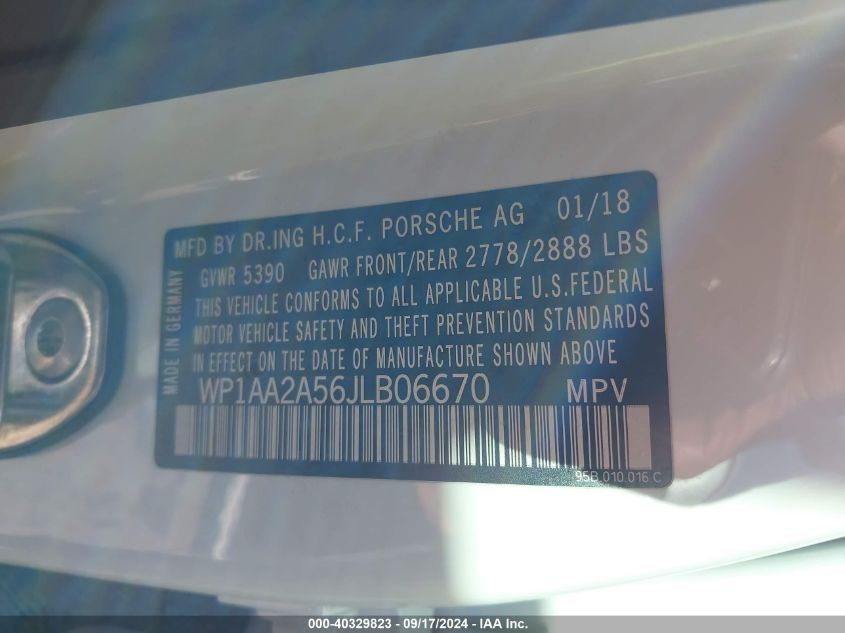 MFD BY DR.ING H.C.F. PORSCHE AG 01/18
GVWR 5390 GAWR FRONT/REAR 2778/2888 LBS
THIS VEHICLE CONFORMS TO ALL APPLICABLE U.S.FEDERAL
MOTOR VEHICLE SAFETY AND THEFT PREVENTION STANDARDS
IN EFFECT ON THE DATE OF MANUFACTURE SHOWN ABOVE
WP1AA2A56JLB06670 MPV
MADE IN GERMANY
95B.010.016 C
000-40329823 - 09/17/2024 - IAA Inc.